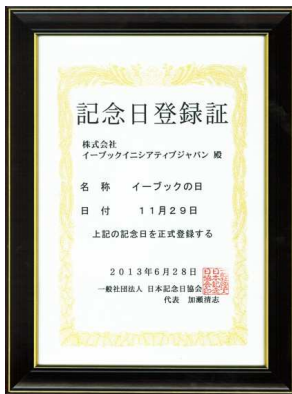 記念日登録証
株式会社
イーブックイニシアティブジャパン 殿
名 称 イーブックの日
日 付 11月29日
上記の記念日を正式登録する
2013年6月28日
一般社団法人 日本記念日協会
代表 加瀬清志